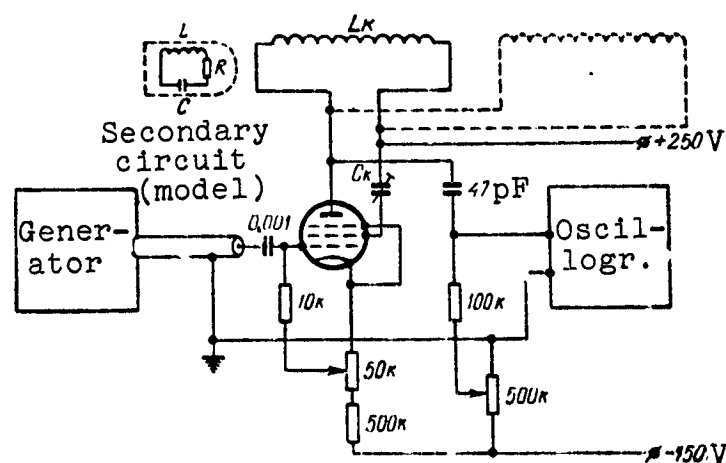 L
Lк
R
C
Secondary
circuit
(model)
ø +250V
Cк
47pF
Gener-
ator
0,001
Oscil-
logr.
10к
100к
50к
500к
500к
ø -150V